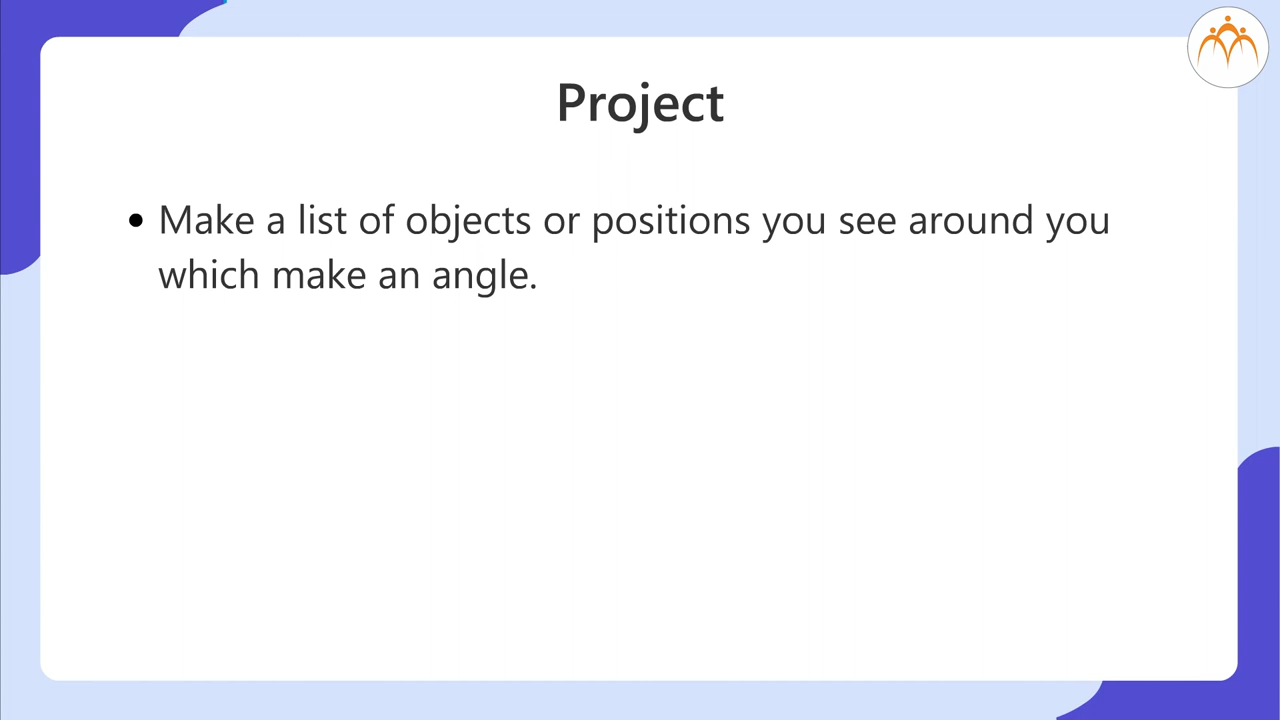 Project
• Make a list of objects or positions you see around you
which make an angle.